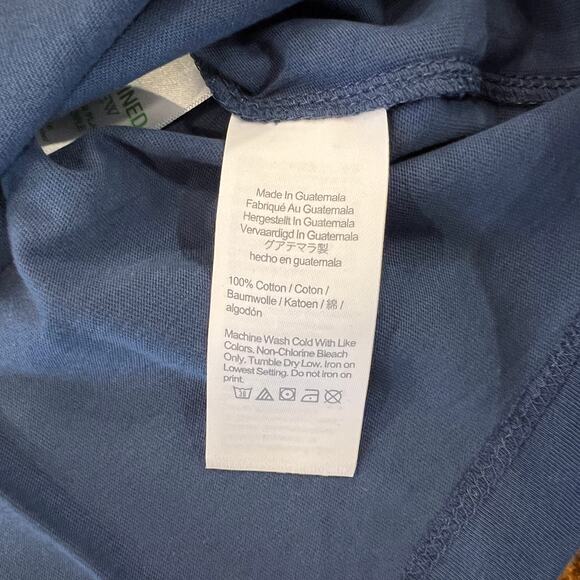 Made In Guatemala
Fabriqué Au Guatemala
Hergestellt In Guatemala
Vervaardigd In Guatemala
グアテマラ製
hecho en guatemala
100% Cotton / Coton /
Baumwolle / Katoen / 綿 /
algodón
Machine Wash Cold With Like
Colors. Non-Chlorine Bleach
Only. Tumble Dry Low. Iron on
Lowest Setting. Do not iron on
print.
30